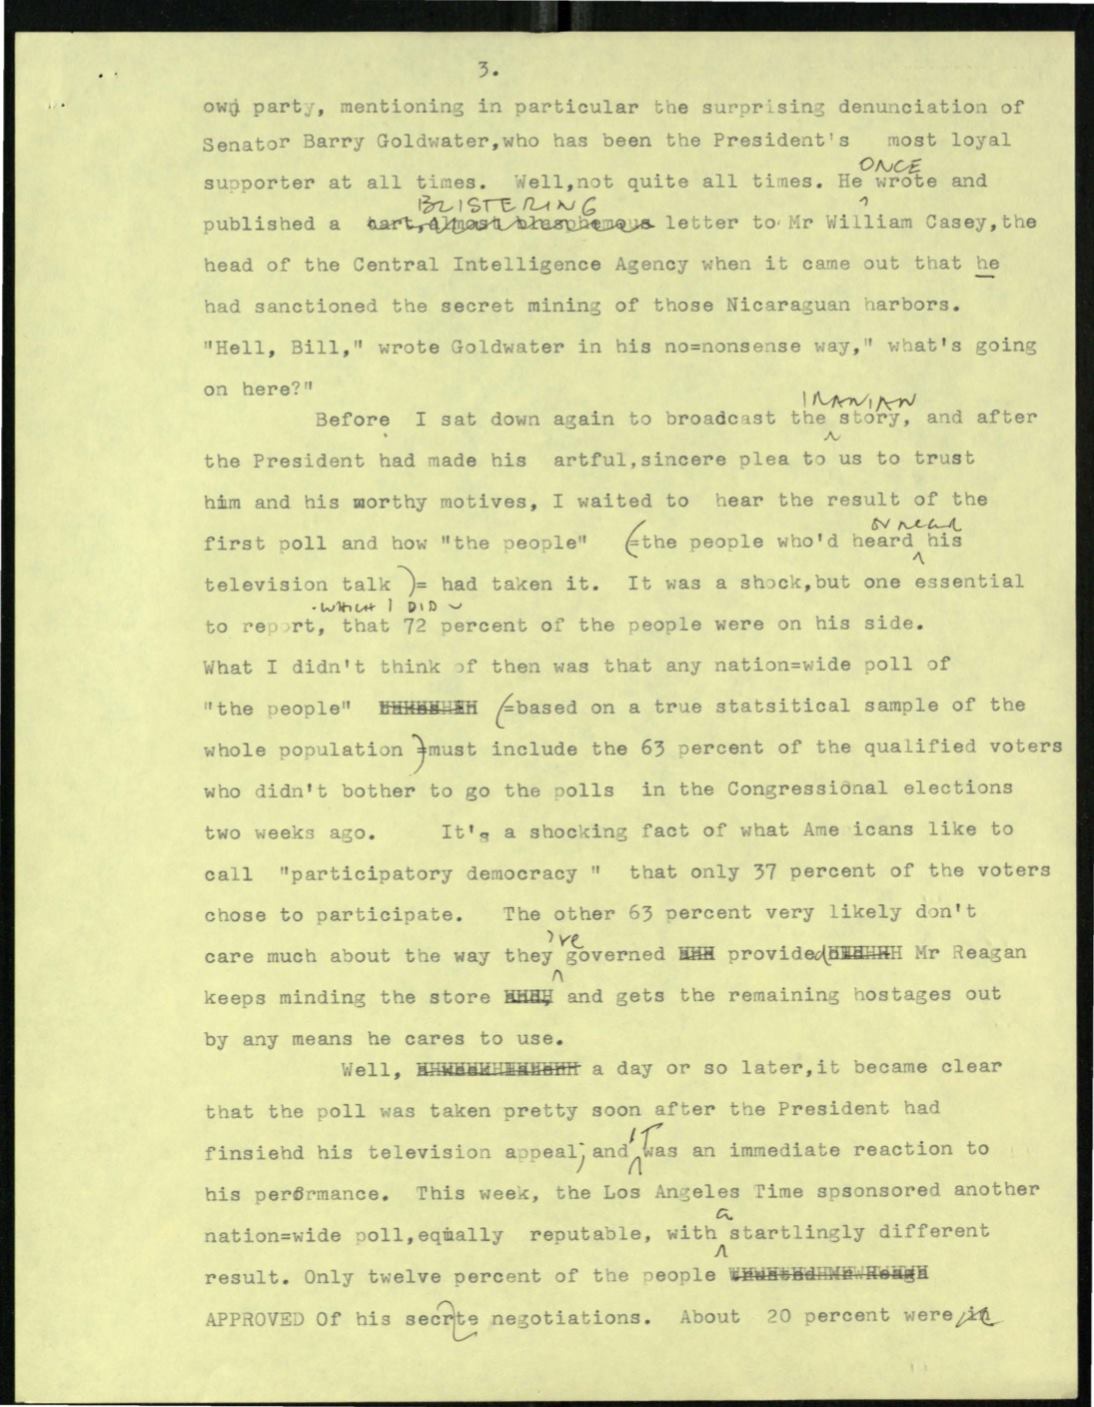 3.
own party, mentioning in particular the surprising denunciation of
Senator Barry Goldwater,who has been the President's most loyal
ONCE
supporter at all times. Well,not quite all times. He wrote and
BLISTERING
published a tart,almost blasphemous letter to Mr William Casey,the
head of the Central Intelligence Agency when it came out that he
had sanctioned the secret mining of those Nicaraguan harbors.
"Hell, Bill," wrote Goldwater in his no=nonsense way," what's going
on here?"
IRANIAN
Before I sat down again to broadcast the story, and after
the President had made his artful,sincere plea to us to trust
him and his worthy motives, I waited to hear the result of the
or read
first poll and how "the people" (=the people who'd heard his
television talk )= had taken it. It was a shock,but one essential
-WHICH I DID-
to report, that 72 percent of the people were on his side.
What I didn't think of then was that any nation=wide poll of
"the people" (=based on a true statsitical sample of the
whole population )=must include the 63 percent of the qualified voters
who didn't bother to go the polls in the Congressional elections
two weeks ago. It's a shocking fact of what Ame icans like to
call "participatory democracy " that only 37 percent of the voters
chose to participate. The other 63 percent very likely don't
're
care much about the way they governed provided Mr Reagan
keeps minding the store and gets the remaining hostages out
by any means he cares to use.
Well, a day or so later,it became clear
that the poll was taken pretty soon after the President had
IT
finsiehd his television appeal; and was an immediate reaction to
his perormance. This week, the Los Angeles Time spsonsored another
a
nation=wide poll,equally reputable, with startlingly different
result. Only twelve percent of the people trusted Mr Reagn
APPROVED Of his secrte negotiations. About 20 percent were in